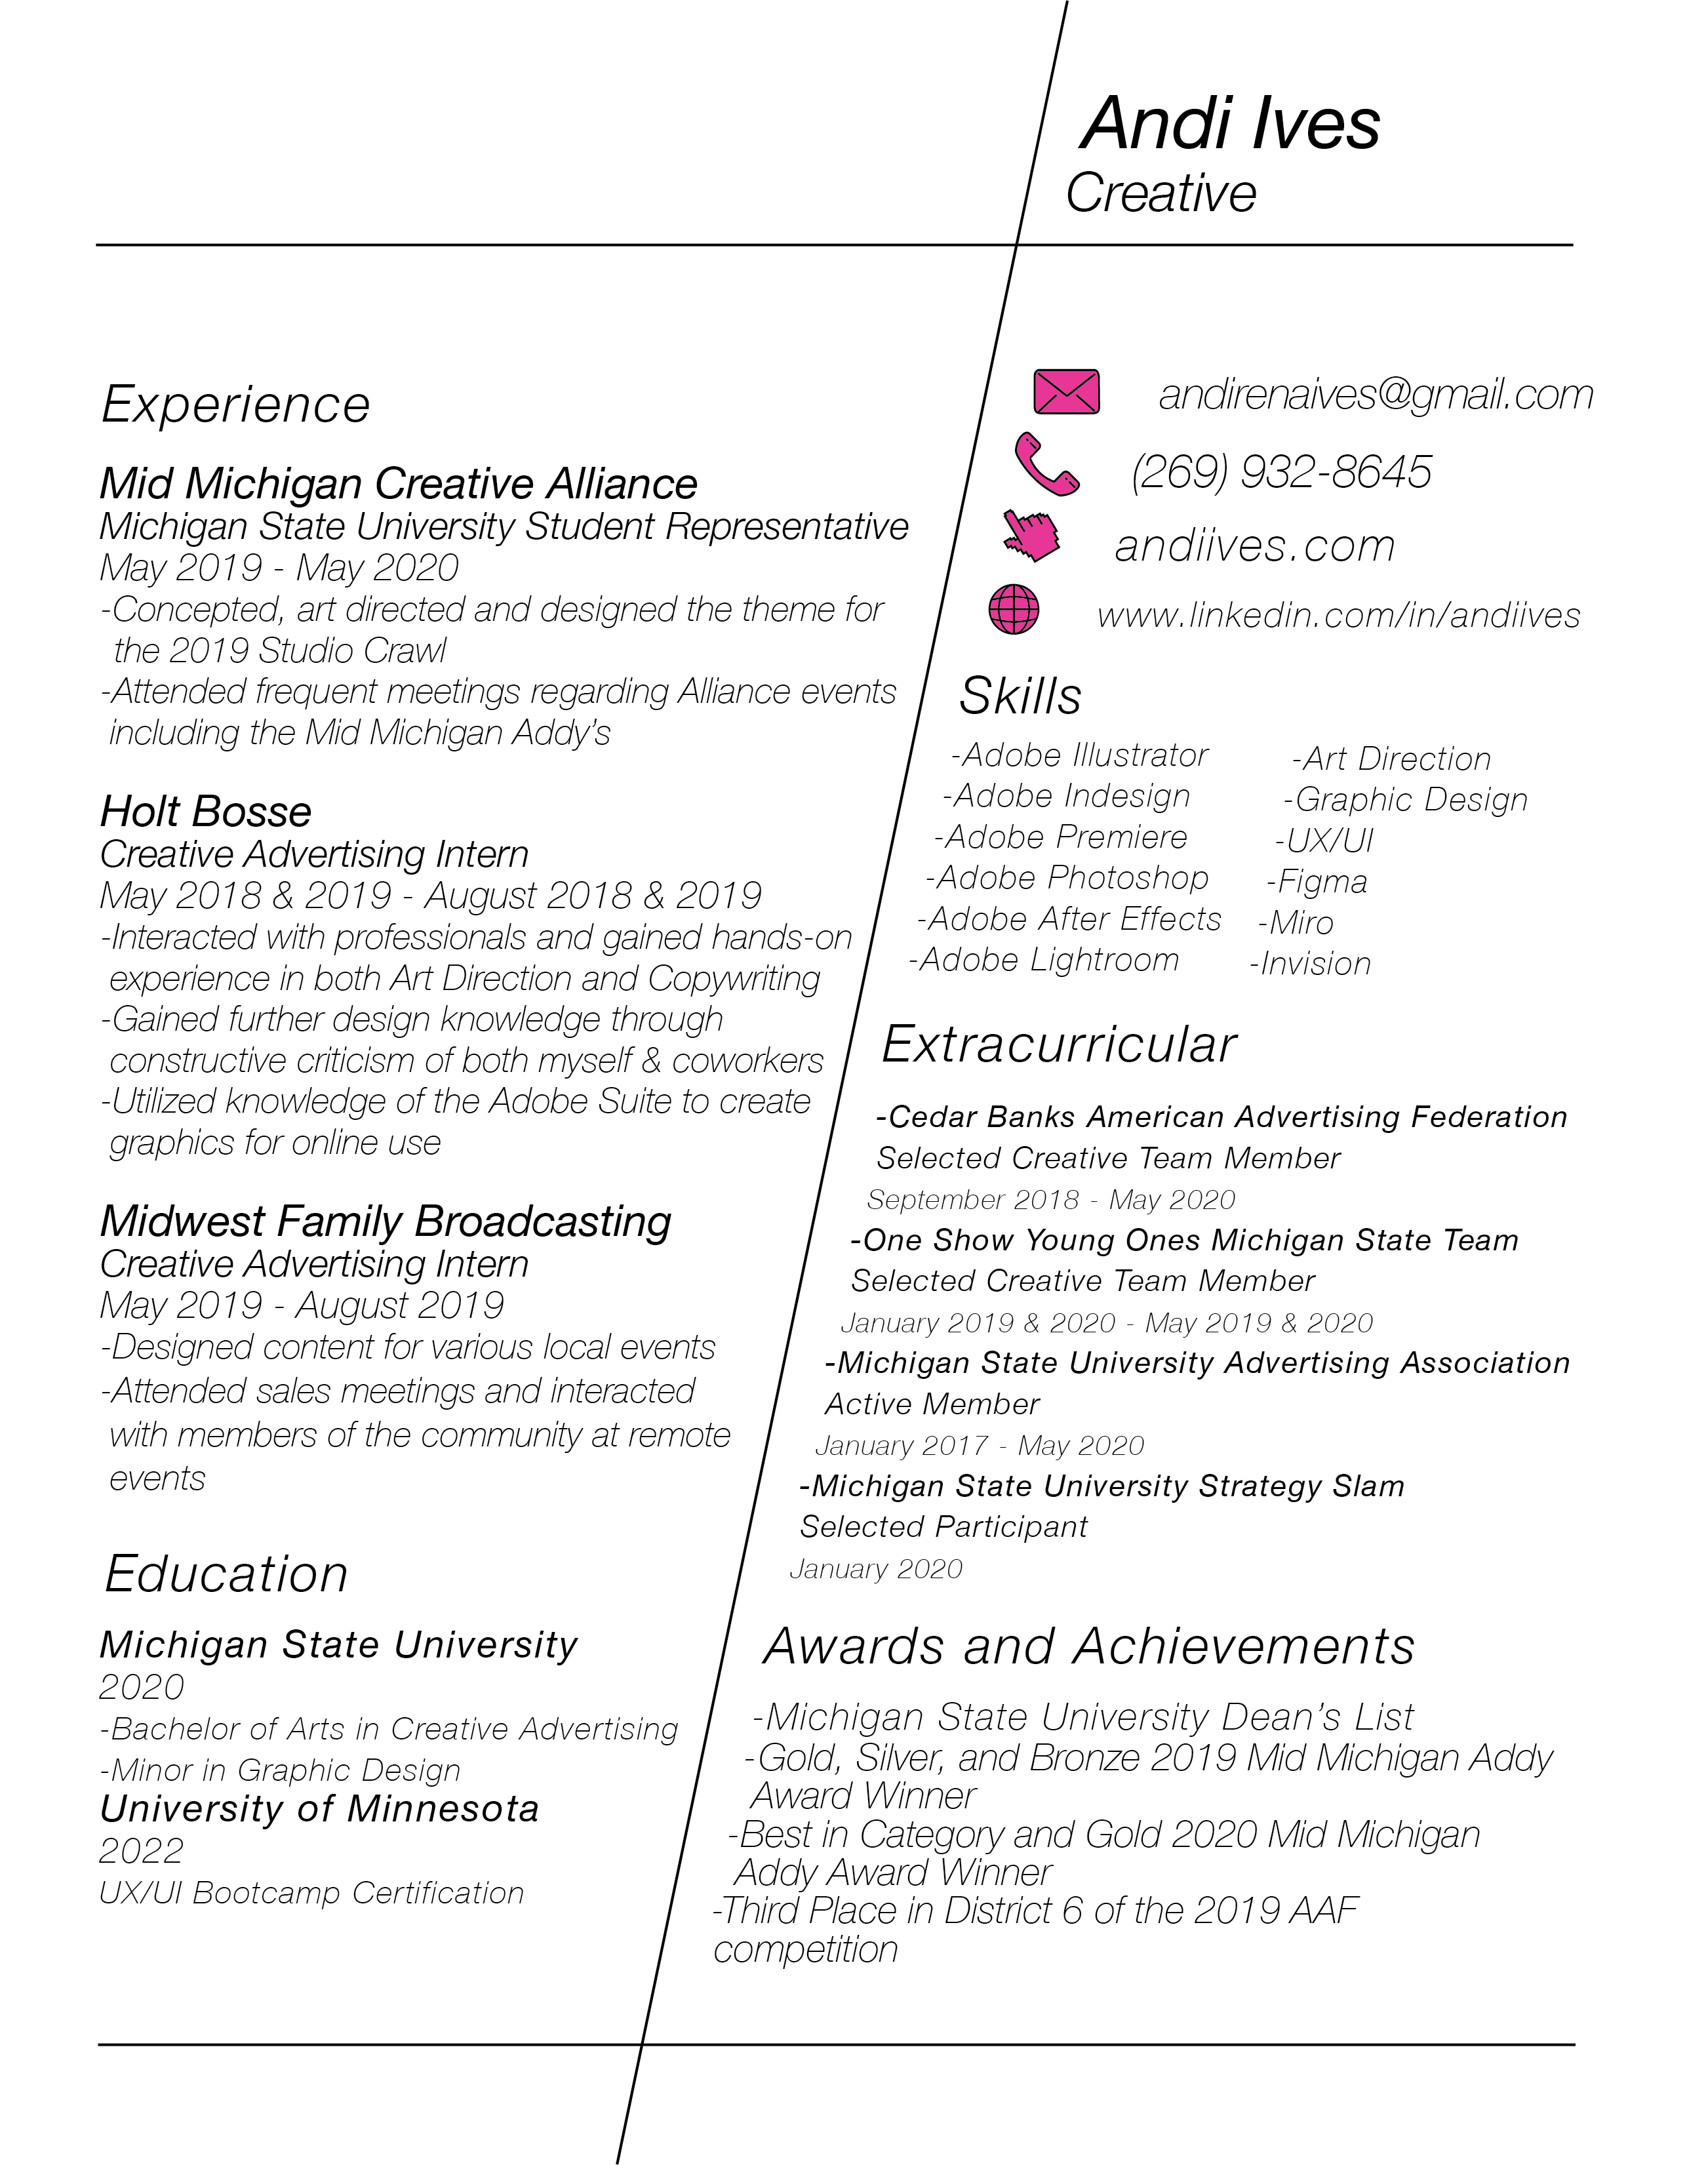 Andi Ives
Creative
Experience
Mid Michigan Creative Alliance
Michigan State University Student Representative
May 2019 - May 2020
-Concepted, art directed and designed the theme for
the 2019 Studio Crawl
-Attended frequent meetings regarding Alliance events
including the Mid Michigan Addy’s
Holt Bosse
Creative Advertising Intern
May 2018 & 2019 - August 2018 & 2019
-Interacted with professionals and gained hands-on
experience in both Art Direction and Copywriting
-Gained further design knowledge through
constructive criticism of both myself & coworkers
-Utilized knowledge of the Adobe Suite to create
graphics for online use
Midwest Family Broadcasting
Creative Advertising Intern
May 2019 - August 2019
-Designed content for various local events
-Attended sales meetings and interacted
with members of the community at remote
events
Education
Michigan State University
2020
-Bachelor of Arts in Creative Advertising
-Minor in Graphic Design
University of Minnesota
2022
UX/UI Bootcamp Certification
andirenaives@gmail.com
(269) 932-8645
andiives.com
www.linkedin.com/in/andiives
Skills
-Adobe Illustrator
-Adobe Indesign
-Adobe Premiere
-Adobe Photoshop
-Adobe After Effects
-Adobe Lightroom
-Art Direction
-Graphic Design
-UX/UI
-Figma
-Miro
-Invision
Extracurricular
-Cedar Banks American Advertising Federation
Selected Creative Team Member
September 2018 - May 2020
-One Show Young Ones Michigan State Team
Selected Creative Team Member
January 2019 & 2020 - May 2019 & 2020
-Michigan State University Advertising Association
Active Member
January 2017 - May 2020
-Michigan State University Strategy Slam
Selected Participant
January 2020
Awards and Achievements
-Michigan State University Dean’s List
-Gold, Silver, and Bronze 2019 Mid Michigan Addy
Award Winner
-Best in Category and Gold 2020 Mid Michigan
Addy Award Winner
-Third Place in District 6 of the 2019 AAF
competition